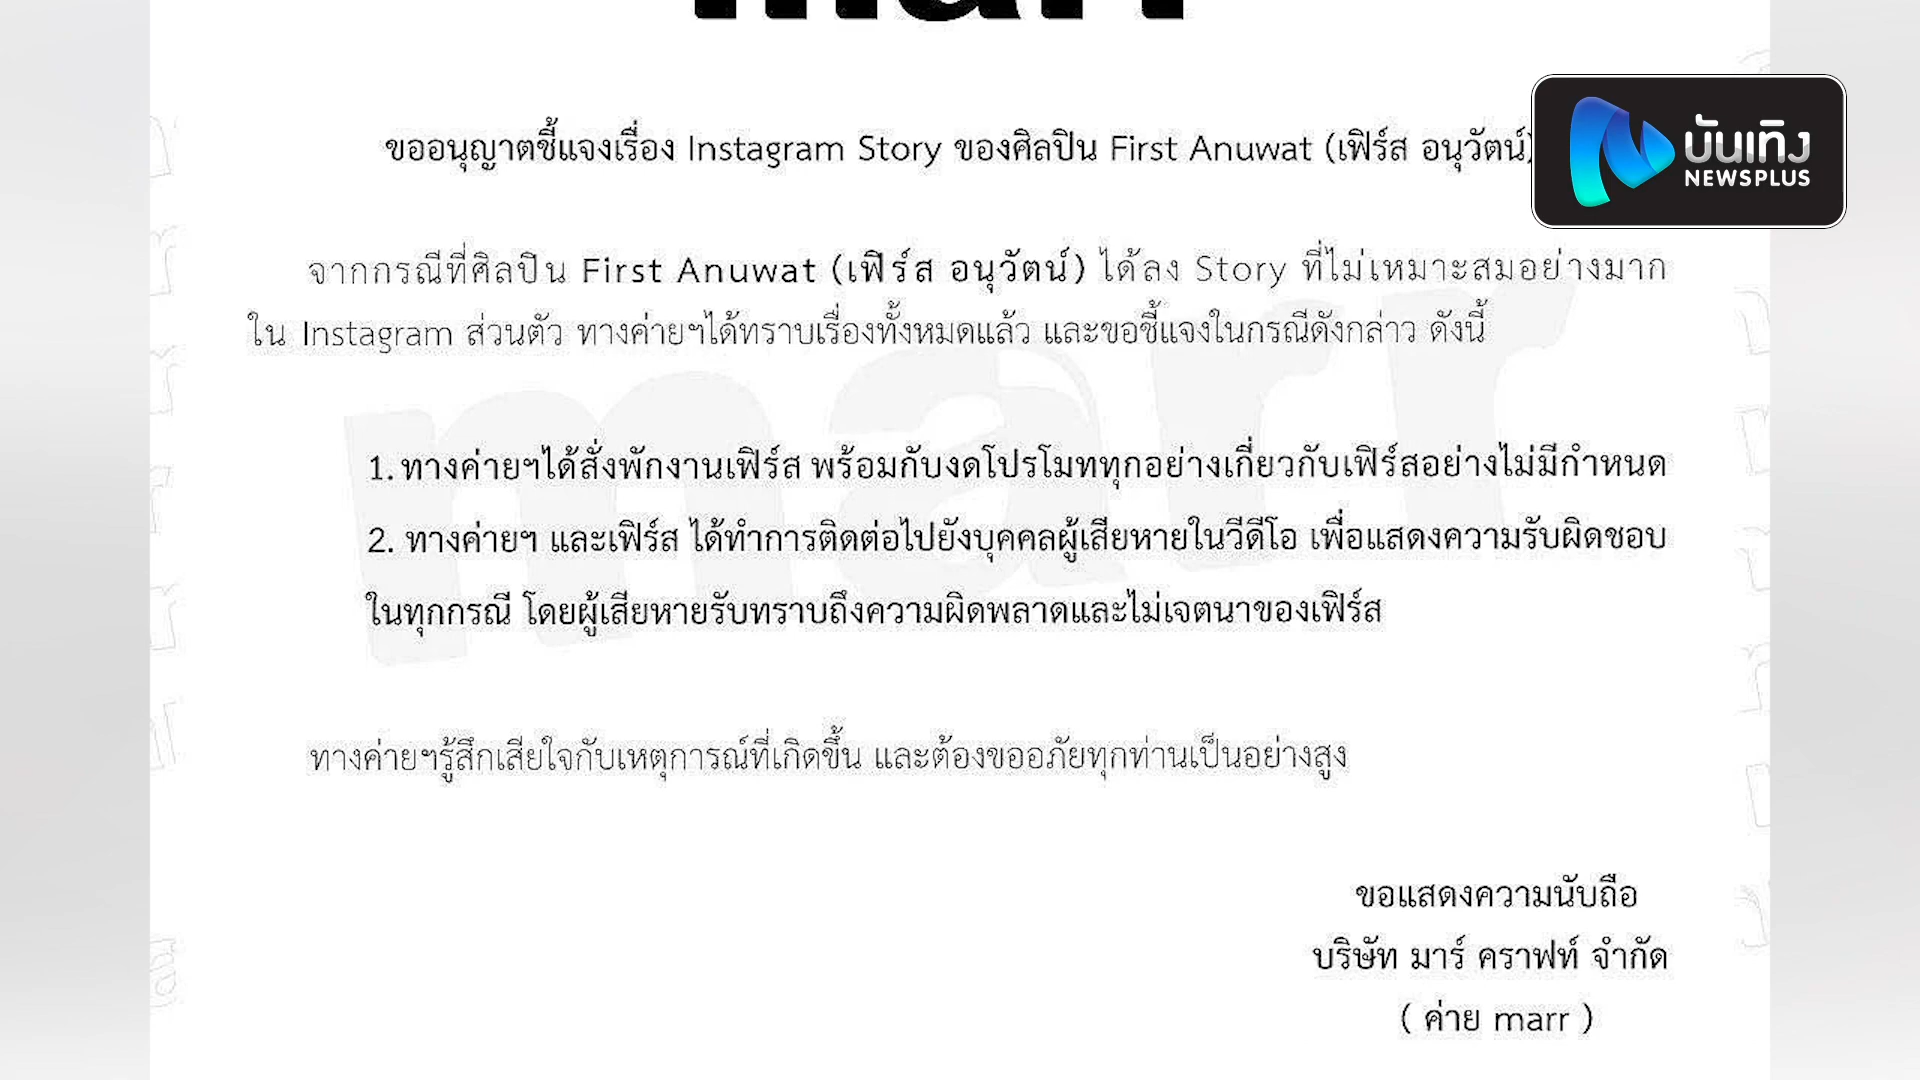 marr
ขออนุญาตชี้แจงเรื่อง Instagram Story ของศิลปิน First Anuwat (เฟิร์ส อนุวัตน์)
บันเทิง
NEWSPLUS
จากกรณีที่ศิลปิน First Anuwat (เฟิร์ส อนุวัตน์) ได้ลง Story ที่ไม่เหมาะสมอย่างมาก
ใน Instagram ส่วนตัว ทางค่ายฯได้ทราบเรื่องทั้งหมดแล้ว และขอชี้แจงในกรณีดังกล่าว ดังนี้
marr
1. ทางค่ายฯได้สั่งพักงานเฟิร์ส พร้อมกับงดโปรโมททุกอย่างเกี่ยวกับเฟิร์สอย่างไม่มีกำหนด
2. ทางค่ายฯ และเฟิร์ส ได้ทำการติดต่อไปยังบุคคลผู้เสียหายในวีดีโอ เพื่อแสดงความรับผิดชอบ
ในทุกกรณี โดยผู้เสียหายรับทราบถึงความผิดพลาดและไม่เจตนาของเฟิร์ส
ทางค่ายฯรู้สึกเสียใจกับเหตุการณ์ที่เกิดขึ้น และต้องขออภัยทุกท่านเป็นอย่างสูง
ขอแสดงความนับถือ
บริษัท มาร์ คราฟท์ จำกัด
( ค่าย marr )